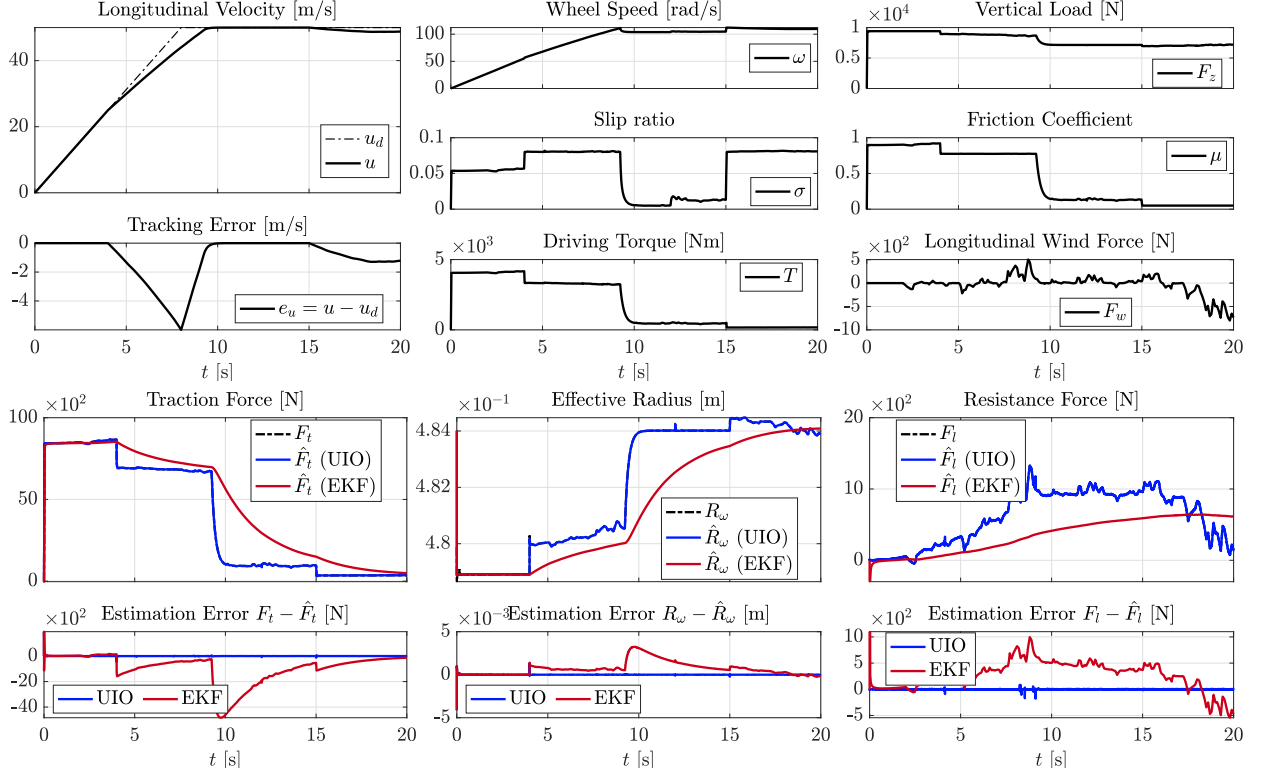 Longitudinal Velocity [m/s]
40
20
0
u_d
u
Tracking Error [m/s]
0
-2
-4
e_u = u − u_d
0 5 10 15 20
t [s]
Wheel Speed [rad/s]
100
50
0
ω
Slip ratio
0.1
0.05
0
σ
Driving Torque [Nm]
×10^3
5
0
T
0 5 10 15 20
t [s]
Vertical Load [N]
×10^4
1
0.5
0
F_z
Friction Coefficient
1
0.5
0
μ
Longitudinal Wind Force [N]
×10^2
5
0
-5
-10
F_w
0 5 10 15 20
t [s]
Traction Force [N]
×10^2
100
50
0
F_t
F̂_t (UIO)
F̂_t (EKF)
Estimation Error F_t − F̂_t [N]
×10^2
0
-20
-40
UIO EKF
0 5 10 15 20
t [s]
Effective Radius [m]
×10^-1
4.84
4.82
4.8
R_ω
R̂_ω (UIO)
R̂_ω (EKF)
Estimation Error R_ω − R̂_ω [m]
×10^-3
5
0
-5
UIO EKF
0 5 10 15 20
t [s]
Resistance Force [N]
×10^2
20
10
0
F_l
F̂_l (UIO)
F̂_l (EKF)
Estimation Error F_l − F̂_l [N]
×10^2
10
5
0
-5
UIO
EKF
0 5 10 15 20
t [s]